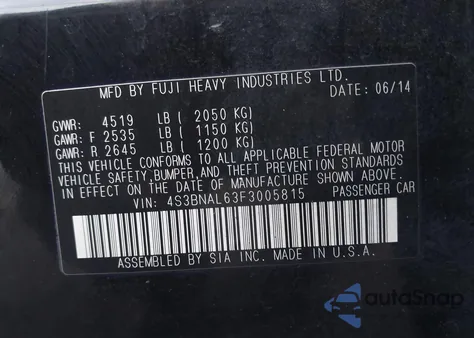 MFD BY FUJI HEAVY INDUSTRIES LTD.
DATE: 06/14
GVWR: 4519 LB ( 2050 KG)
GAWR: F 2535 LB ( 1150 KG)
GAWR: R 2645 LB ( 1200 KG)
THIS VEHICLE CONFORMS TO ALL APPLICABLE FEDERAL MOTOR
VEHICLE SAFETY, BUMPER, AND THEFT PREVENTION STANDARDS
IN EFFECT ON THE DATE OF MANUFACTURE SHOWN ABOVE.
VIN: 4S3BNAL63F3005815 PASSENGER CAR
ASSEMBLED BY SIA INC. MADE IN U.S.A.
autoSnap